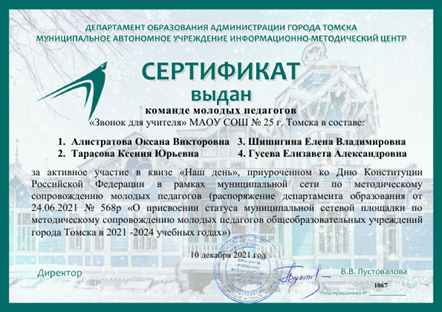 ДЕПАРТАМЕНТ ОБРАЗОВАНИЯ АДМИНИСТРАЦИИ ГОРОДА ТОМСКА
МУНИЦИПАЛЬНОЕ АВТОНОМНОЕ УЧРЕЖДЕНИЕ ИНФОРМАЦИОННО-МЕТОДИЧЕСКИЙ ЦЕНТР
СЕРТИФИКАТ
выдан
команде молодых педагогов
«Звонок для учителя» МАОУ СОШ № 25 г. Томска в составе:
1. Алистратова Оксана Викторовна 3. Шишигина Елена Владимировна
2. Тарасова Ксения Юрьевна 4. Гусева Елизавета Александровна
за активное участие в квизе «Наш день», приуроченном ко Дню Конституции
Российской Федерации в рамках муниципальной сети по методическому
сопровождению молодых педагогов (распоряжение департамента образования от
24.06.2021 № 568р «О присвоении статуса муниципальной сетевой площадки по
методическому сопровождению молодых педагогов общеобразовательных учреждений
города Томска в 2021 -2024 учебных годах»)
10 декабря 2021 год
Директор
В.В. Пустовалова
1067
Регистрационный №